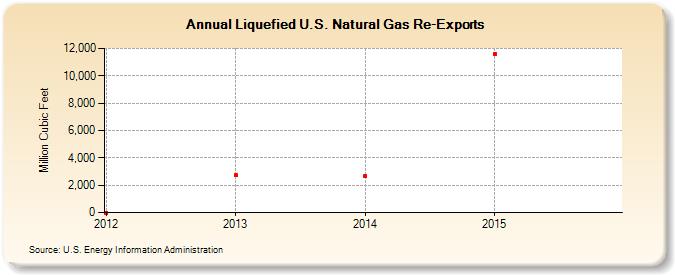 Annual Liquefied U.S. Natural Gas Re-Exports
Million Cubic Feet
12,000
10,000
8,000
6,000
4,000
2,000
0
2012 2013 2014 2015
Source: U.S. Energy Information Administration